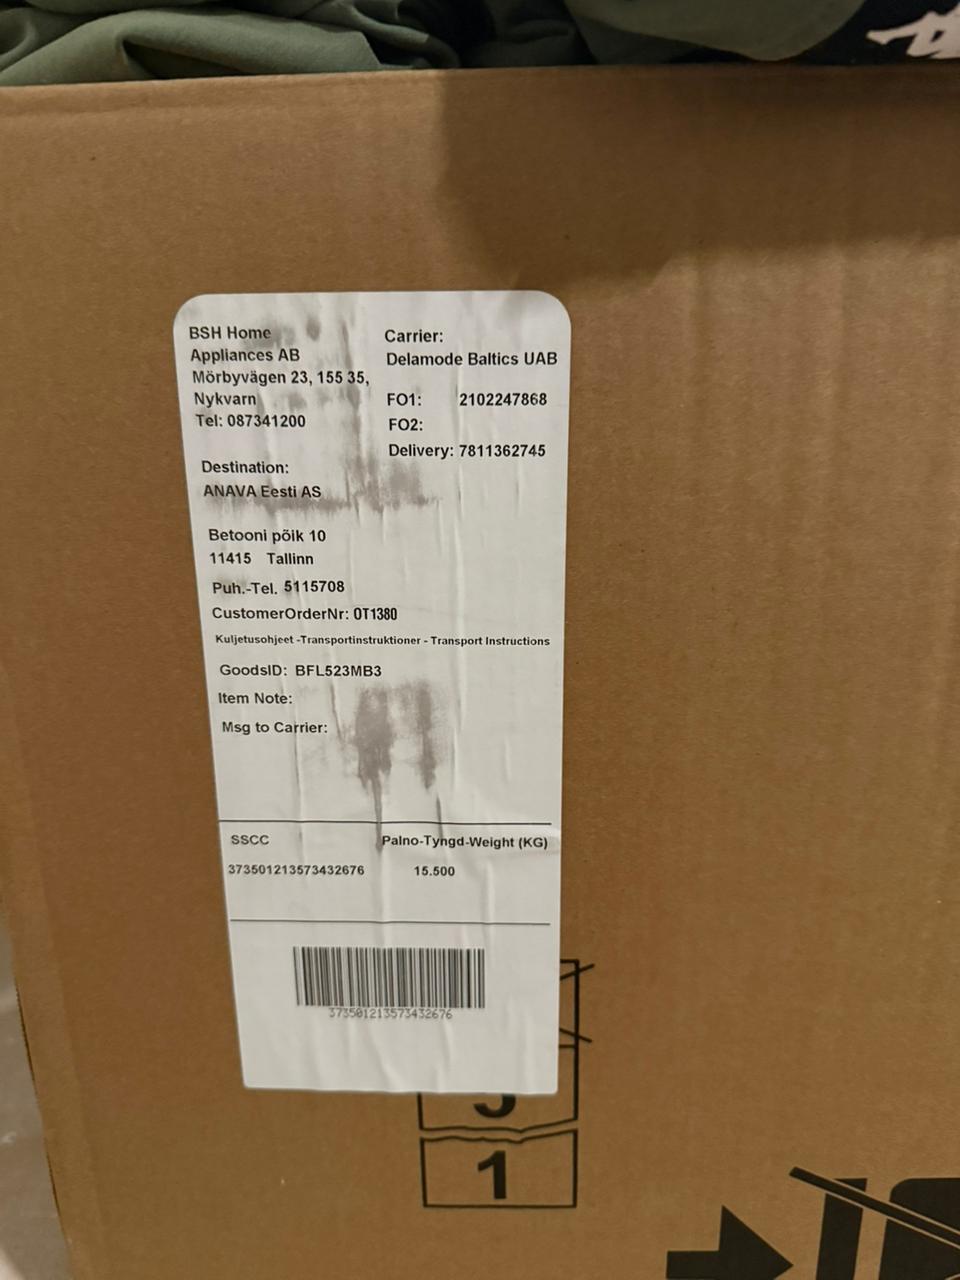 BSH Home
Appliances AB
Mörbyvägen 23, 155 35,
Nykvarn
Tel: 087341200
Carrier:
Delamode Baltics UAB
FO1: 2102247868
FO2:
Delivery: 7811362745
Destination:
ANAVA Eesti AS
Betooni põik 10
11415 Tallinn
Puh.-Tel. 5115708
CustomerOrderNr: OT1380
Kuljetusohjeet -Transportinstruktioner - Transport Instructions
GoodsID: BFL523MB3
Item Note:
Msg to Carrier:
SSCC Palno-Tyngd-Weight (KG)
373501213573432676 15.500
373501213573432676
1